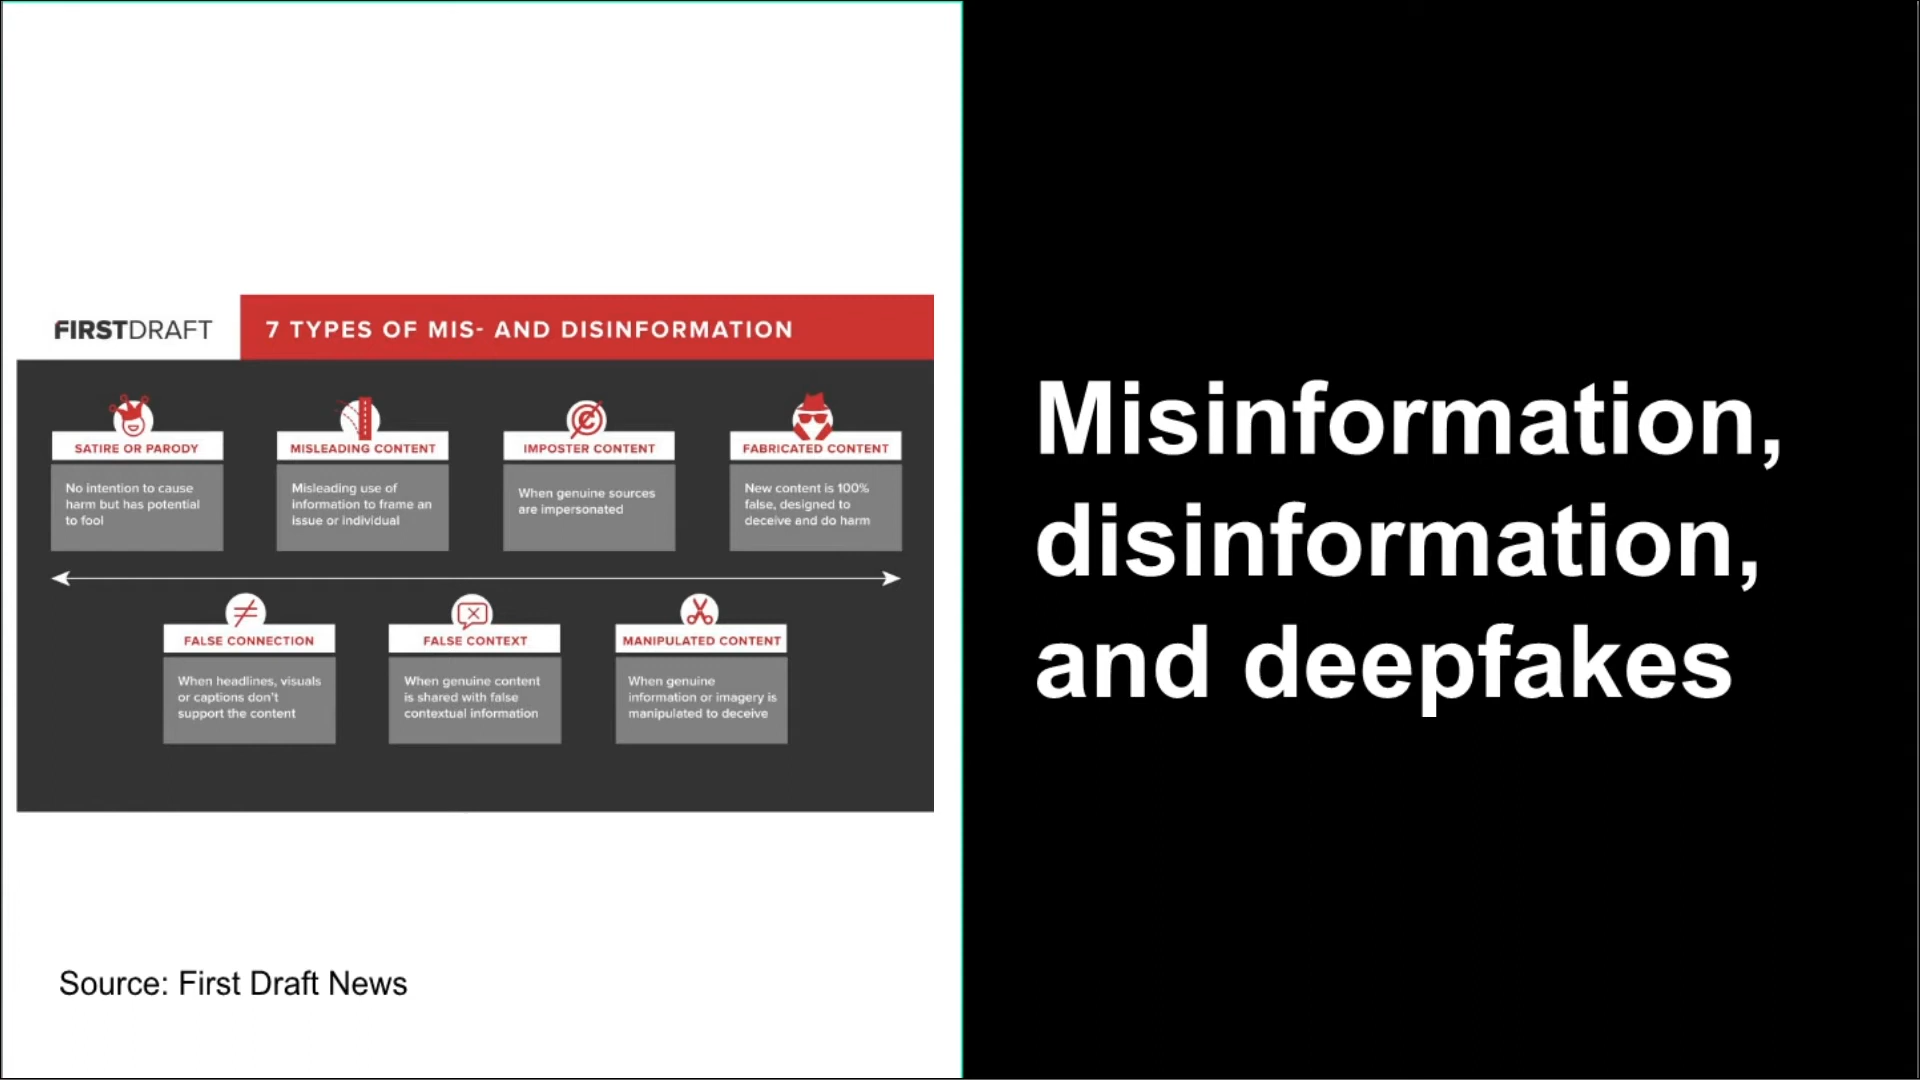 FIRSTDRAFT
7 TYPES OF MIS- AND DISINFORMATION
SATIRE OR PARODY
No intention to cause
harm but has potential
to fool
MISLEADING CONTENT
Misleading use of
information to frame an
issue or individual
IMPOSTER CONTENT
When genuine sources
are impersonated
FABRICATED CONTENT
New content is 100%
false, designed to
deceive and do harm
FALSE CONNECTION
When headlines, visuals
or captions don't
support the content
FALSE CONTEXT
When genuine content
is shared with false
contextual information
MANIPULATED CONTENT
When genuine
information or imagery is
manipulated to deceive
Source: First Draft News
Misinformation,
disinformation,
and deepfakes